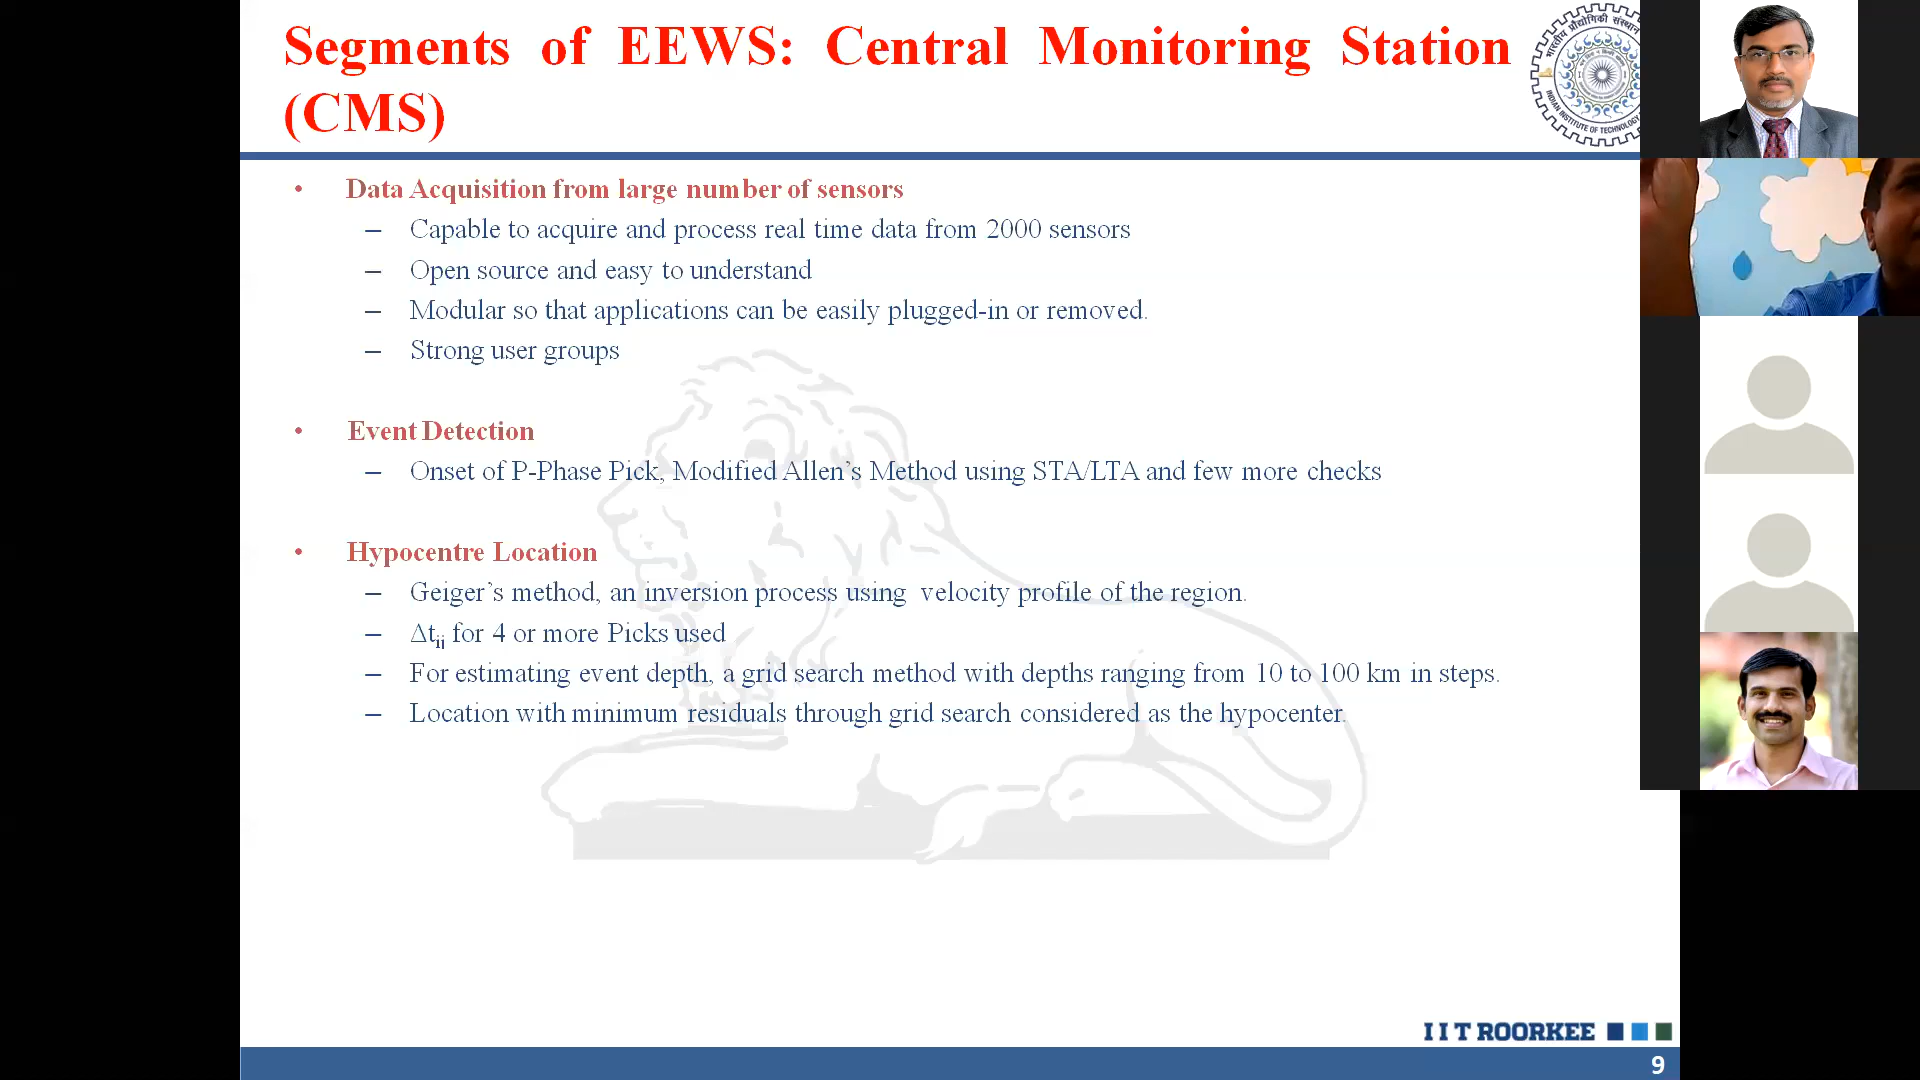 Segments of EEWS: Central Monitoring Station
(CMS)
• Data Acquisition from large number of sensors
– Capable to acquire and process real time data from 2000 sensors
– Open source and easy to understand
– Modular so that applications can be easily plugged-in or removed.
– Strong user groups
• Event Detection
– Onset of P-Phase Pick, Modified Allen’s Method using STA/LTA and few more checks
• Hypocentre Location
– Geiger’s method, an inversion process using velocity profile of the region.
– Δtij for 4 or more Picks used
– For estimating event depth, a grid search method with depths ranging from 10 to 100 km in steps.
– Location with minimum residuals through grid search considered as the hypocenter.
INDIAN INSTITUTE OF TECHNOLOGY
I I T ROORKEE
9